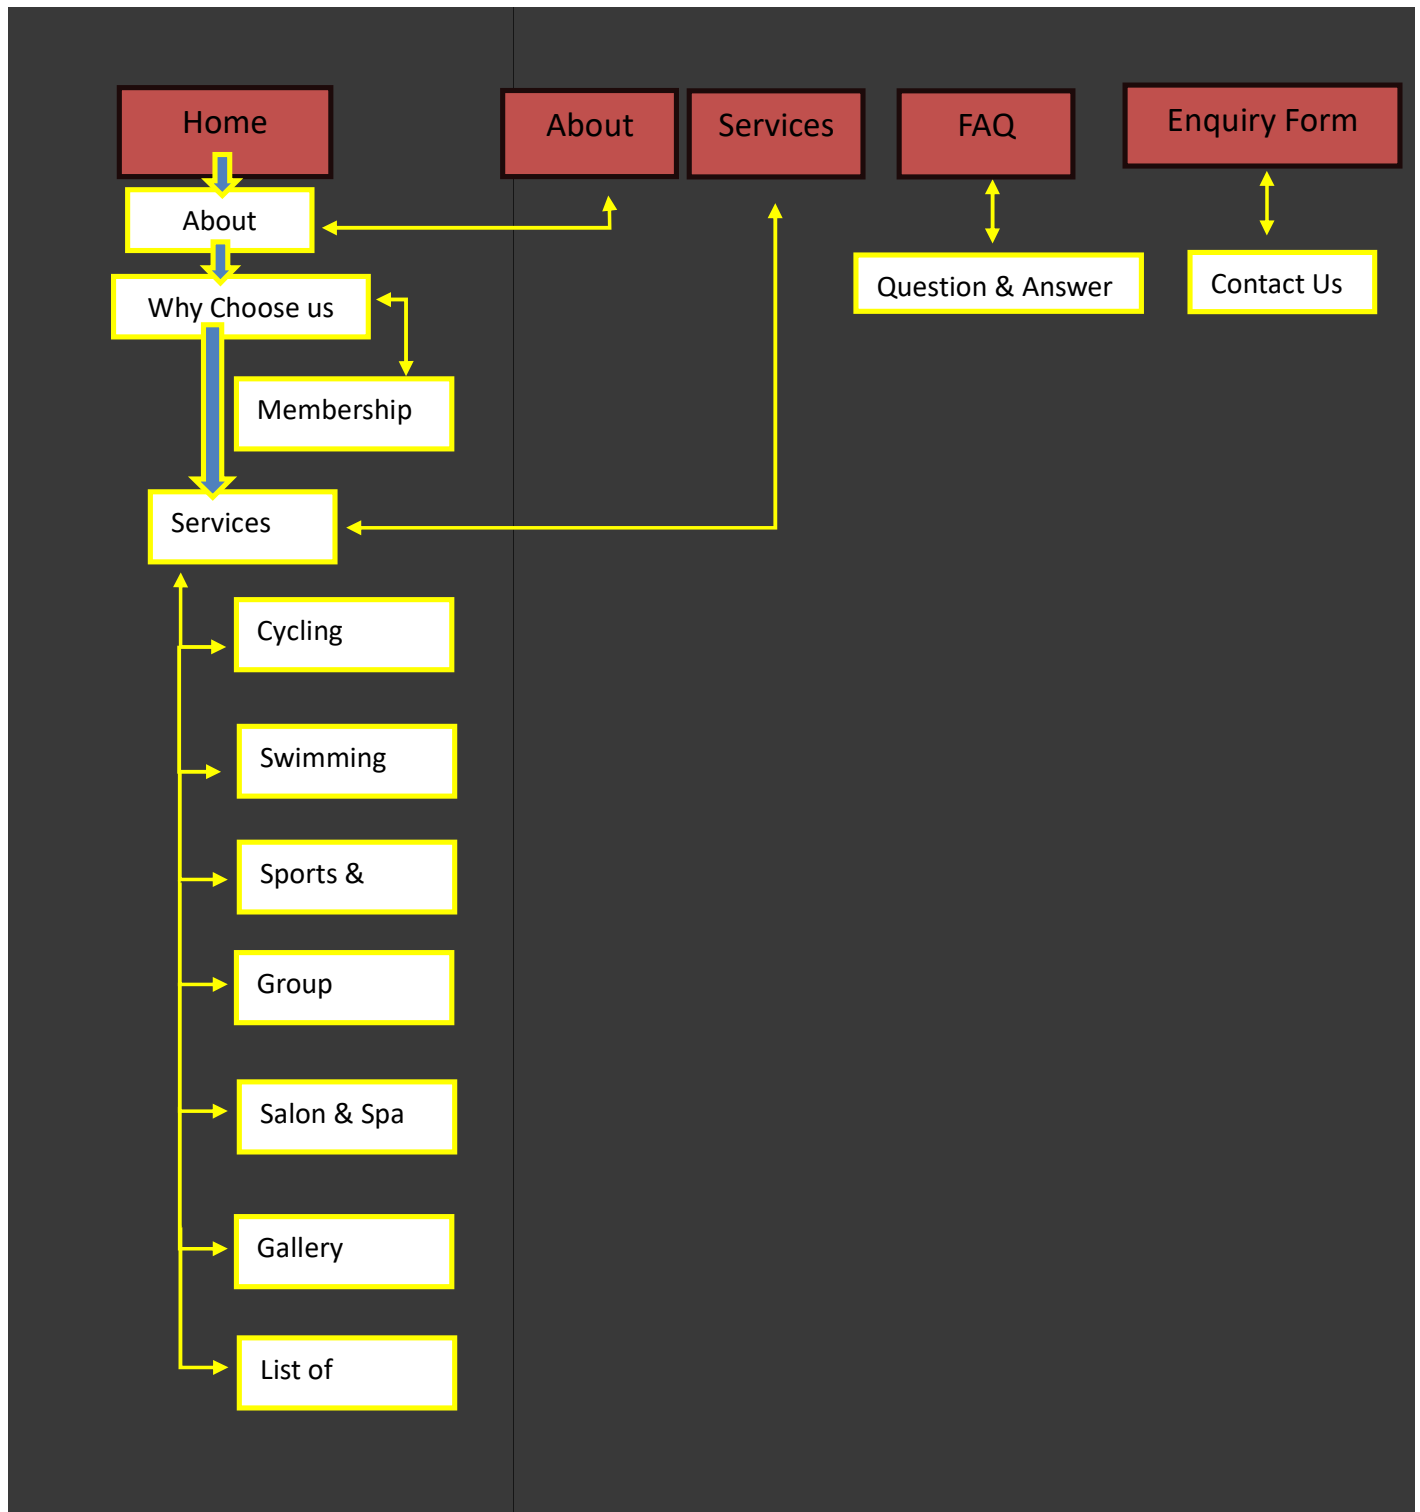 Home
About
Services
FAQ
Enquiry Form
About
Why Choose us
Membership
Services
Question & Answer
Contact Us
Cycling
Swimming
Sports &
Group
Salon & Spa
Gallery
List of